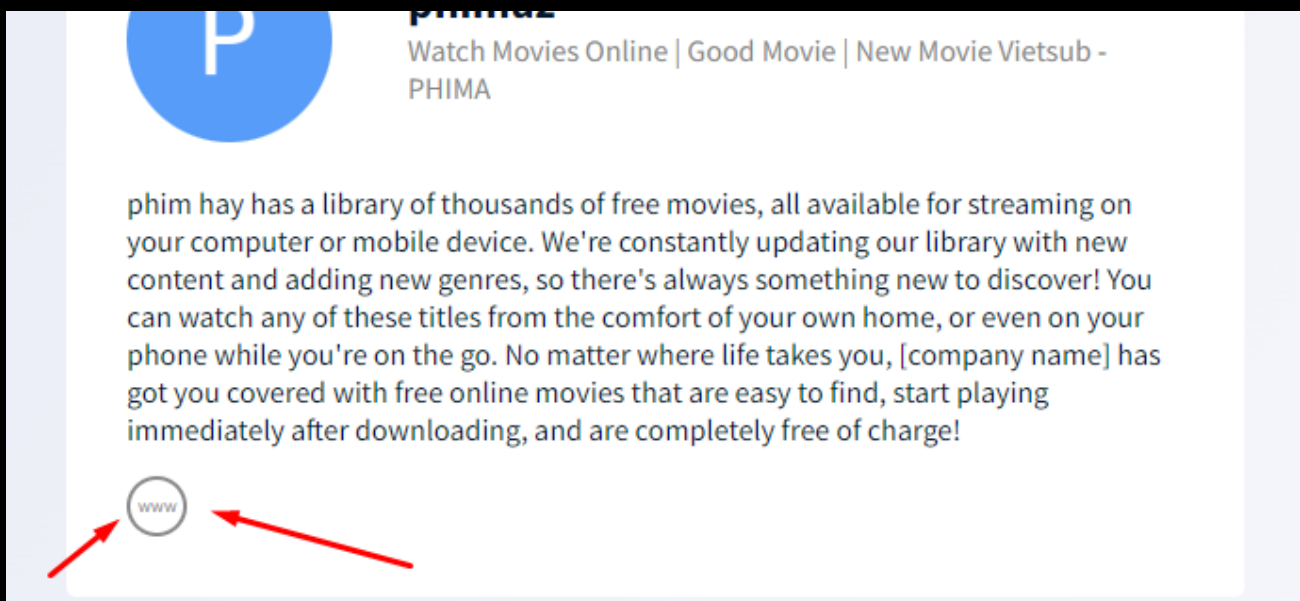 P
Watch Movies Online | Good Movie | New Movie Vietsub -
PHIMA
phim hay has a library of thousands of free movies, all available for streaming on
your computer or mobile device. We're constantly updating our library with new
content and adding new genres, so there's always something new to discover! You
can watch any of these titles from the comfort of your own home, or even on your
phone while you're on the go. No matter where life takes you, [company name] has
got you covered with free online movies that are easy to find, start playing
immediately after downloading, and are completely free of charge!
www